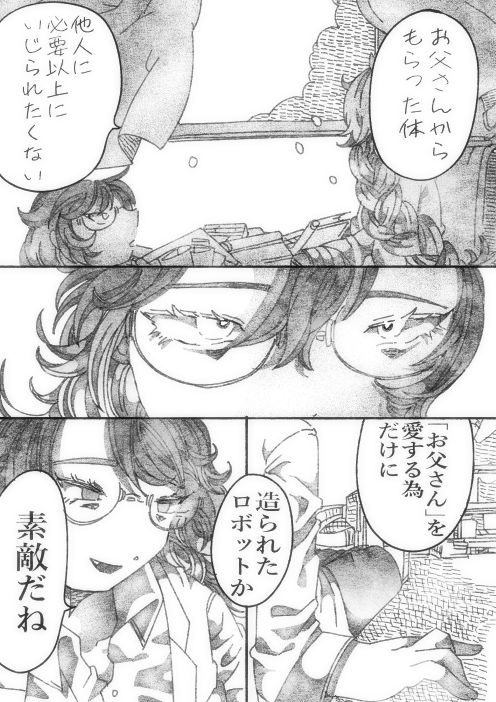 お父さんから
もらった体
他人に
必要以上に
いじられたくない
「お父さん」を
愛する為
だけに
造られた
ロボットか
素敵だね